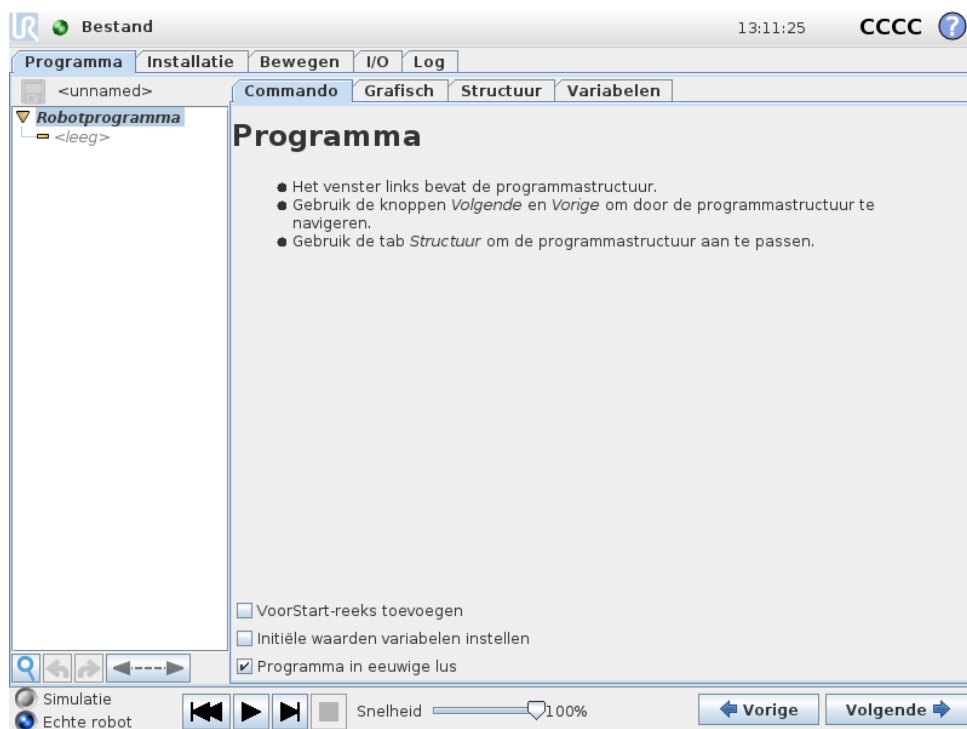 UR Bestand 13:11:25 CCCC ?
Programma Installatie Bewegen I/O Log
<unnamed> Commando Grafisch Structuur Variabelen
Robotprogramma
<leeg>
Programma
Het venster links bevat de programmastructuur.
Gebruik de knoppen Volgende en Vorige om door de programmastructuur te
navigeren.
Gebruik de tab Structuur om de programmastructuur aan te passen.
VoorStart-reeks toevoegen
Initiële waarden variabelen instellen
Programma in eeuwige lus
Simulatie
Echte robot
Snelheid 100% Vorige Volgende